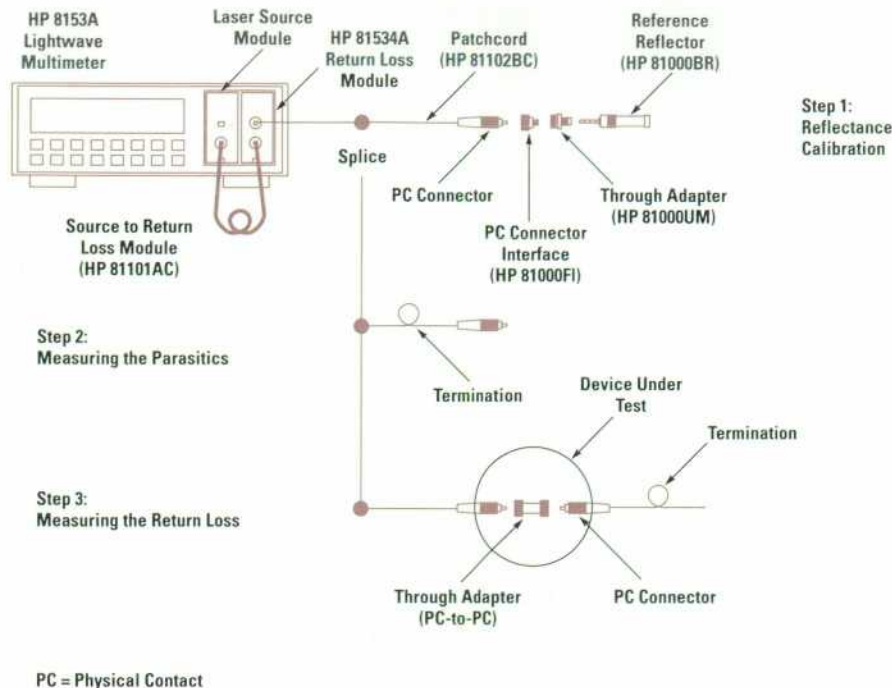 HP 8153A
Lightwave
Multimeter
Laser Source
Module
HP 81534A
Return Loss
Module
Patchcord
(HP 81102BC)
Reference
Reflector
(HP 81000BR)
Step 1:
Reflectance
Calibration
Splice
PC Connector
Through Adapter
(HP 81000UM)
PC Connector
Interface
(HP 81000FI)
Source to Return
Loss Module
(HP 81101AC)
Step 2:
Measuring the Parasitics
Termination
Device Under
Test
Termination
Step 3:
Measuring the Return Loss
Through Adapter
(PC-to-PC)
PC Connector
PC = Physical Contact